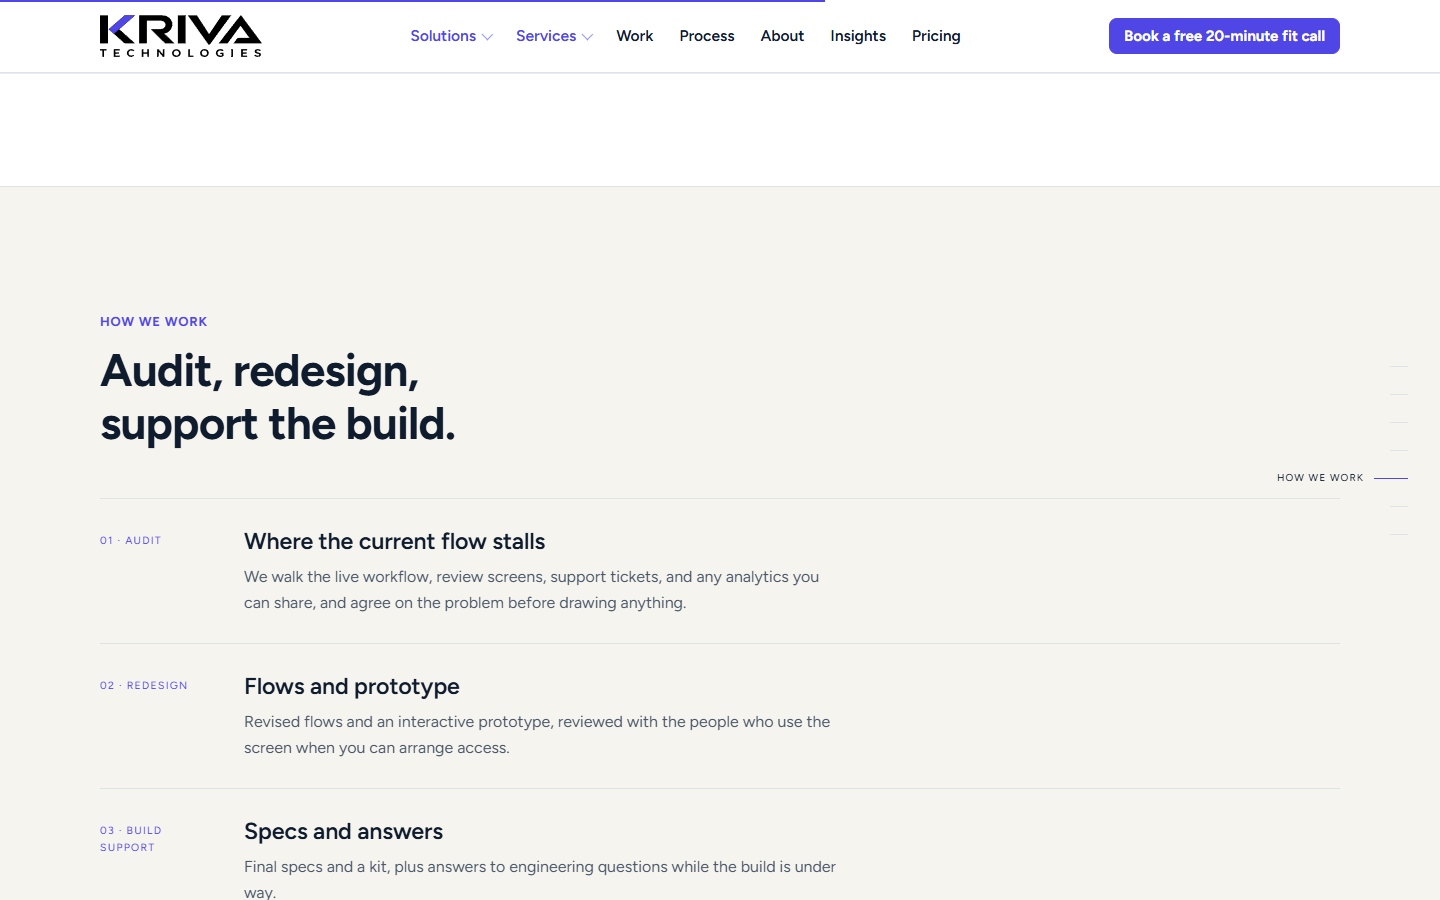 KRIVA
TECHNOLOGIES
Solutions
Services
Work
Process
About
Insights
Pricing
Book a free 20-minute fit call
HOW WE WORK
Audit, redesign,
support the build.
HOW WE WORK
01 · AUDIT
Where the current flow stalls
We walk the live workflow, review screens, support tickets, and any analytics you
can share, and agree on the problem before drawing anything.
02 · REDESIGN
Flows and prototype
Revised flows and an interactive prototype, reviewed with the people who use the
screen when you can arrange access.
03 · BUILD
SUPPORT
Specs and answers
Final specs and a kit, plus answers to engineering questions while the build is under
way.